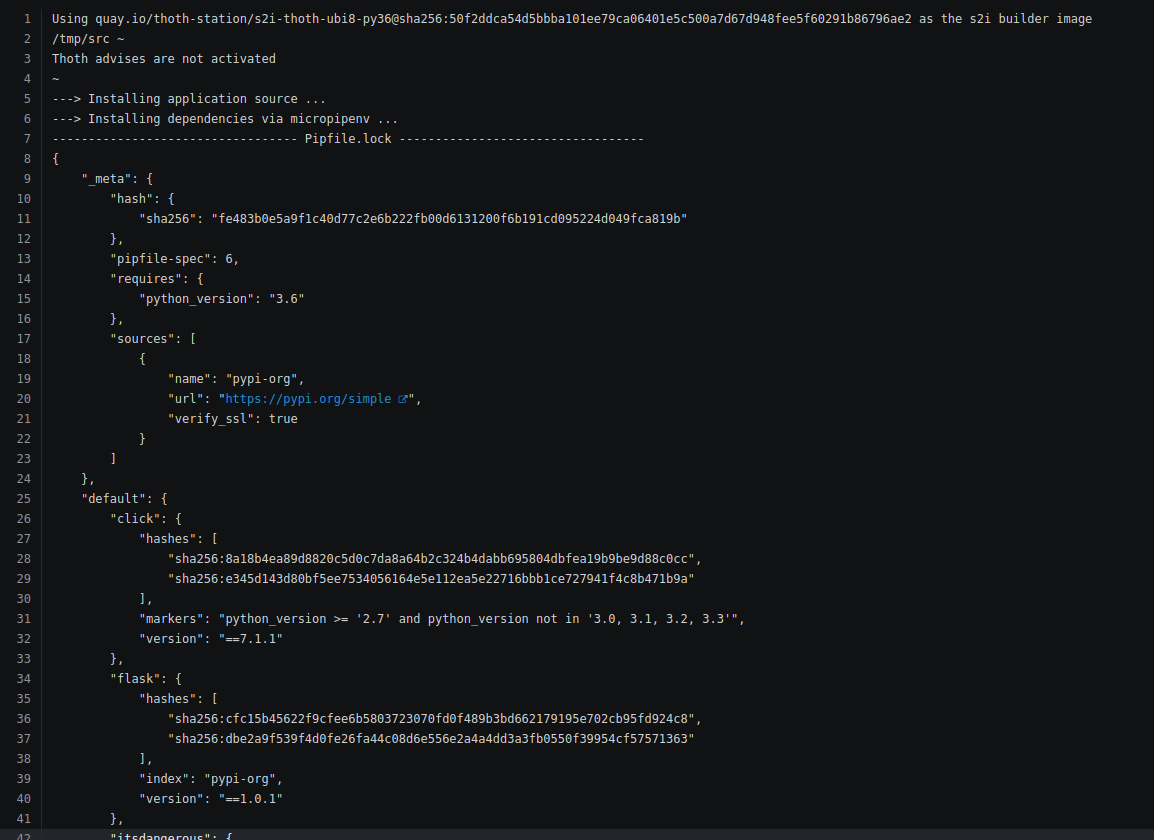 1 Using quay.io/thoth-station/s2i-thoth-ubi8-py36@sha256:50f2ddca54d5bbba101ee79ca06401e5c500a7d67d948fee5f60291b86796ae2 as the s2i builder image
2 /tmp/src ~
3 Thoth advises are not activated
4 ~
5 ---> Installing application source ...
6 ---> Installing dependencies via micropipenv ...
7 ---------------------------------- Pipfile.lock ----------------------------------
8 {
9     "_meta": {
10         "hash": {
11             "sha256": "fe483b0e5a9f1c40d77c2e6b222fb00d6131200f6b191cd095224d049fca819b"
12         },
13         "pipfile-spec": 6,
14         "requires": {
15             "python_version": "3.6"
16         },
17         "sources": [
18             {
19                 "name": "pypi-org",
20                 "url": "https://pypi.org/simple",
21                 "verify_ssl": true
22             }
23         ]
24     },
25     "default": {
26         "click": {
27             "hashes": [
28                 "sha256:8a18b4ea89d8820c5d0c7da8a64b2c324b4dabb695804dbfea19b9be9d88c0cc",
29                 "sha256:e345d143d80bf5ee7534056164e5e112ea5e22716bbb1ce727941f4c8b471b9a"
30             ],
31             "markers": "python_version >= '2.7' and python_version not in '3.0, 3.1, 3.2, 3.3'",
32             "version": "==7.1.1"
33         },
34         "flask": {
35             "hashes": [
36                 "sha256:cfc15b45622f9cfee6b5803723070fd0f489b3bd662179195e702cb95fd924c8",
37                 "sha256:dbe2a9f539f4d0fe26fa44c08d6e556e2a4a4dd3a3fb0550f39954cf57571363"
38             ],
39             "index": "pypi-org",
40             "version": "==1.0.1"
41         },
42         "itsdangerous": {